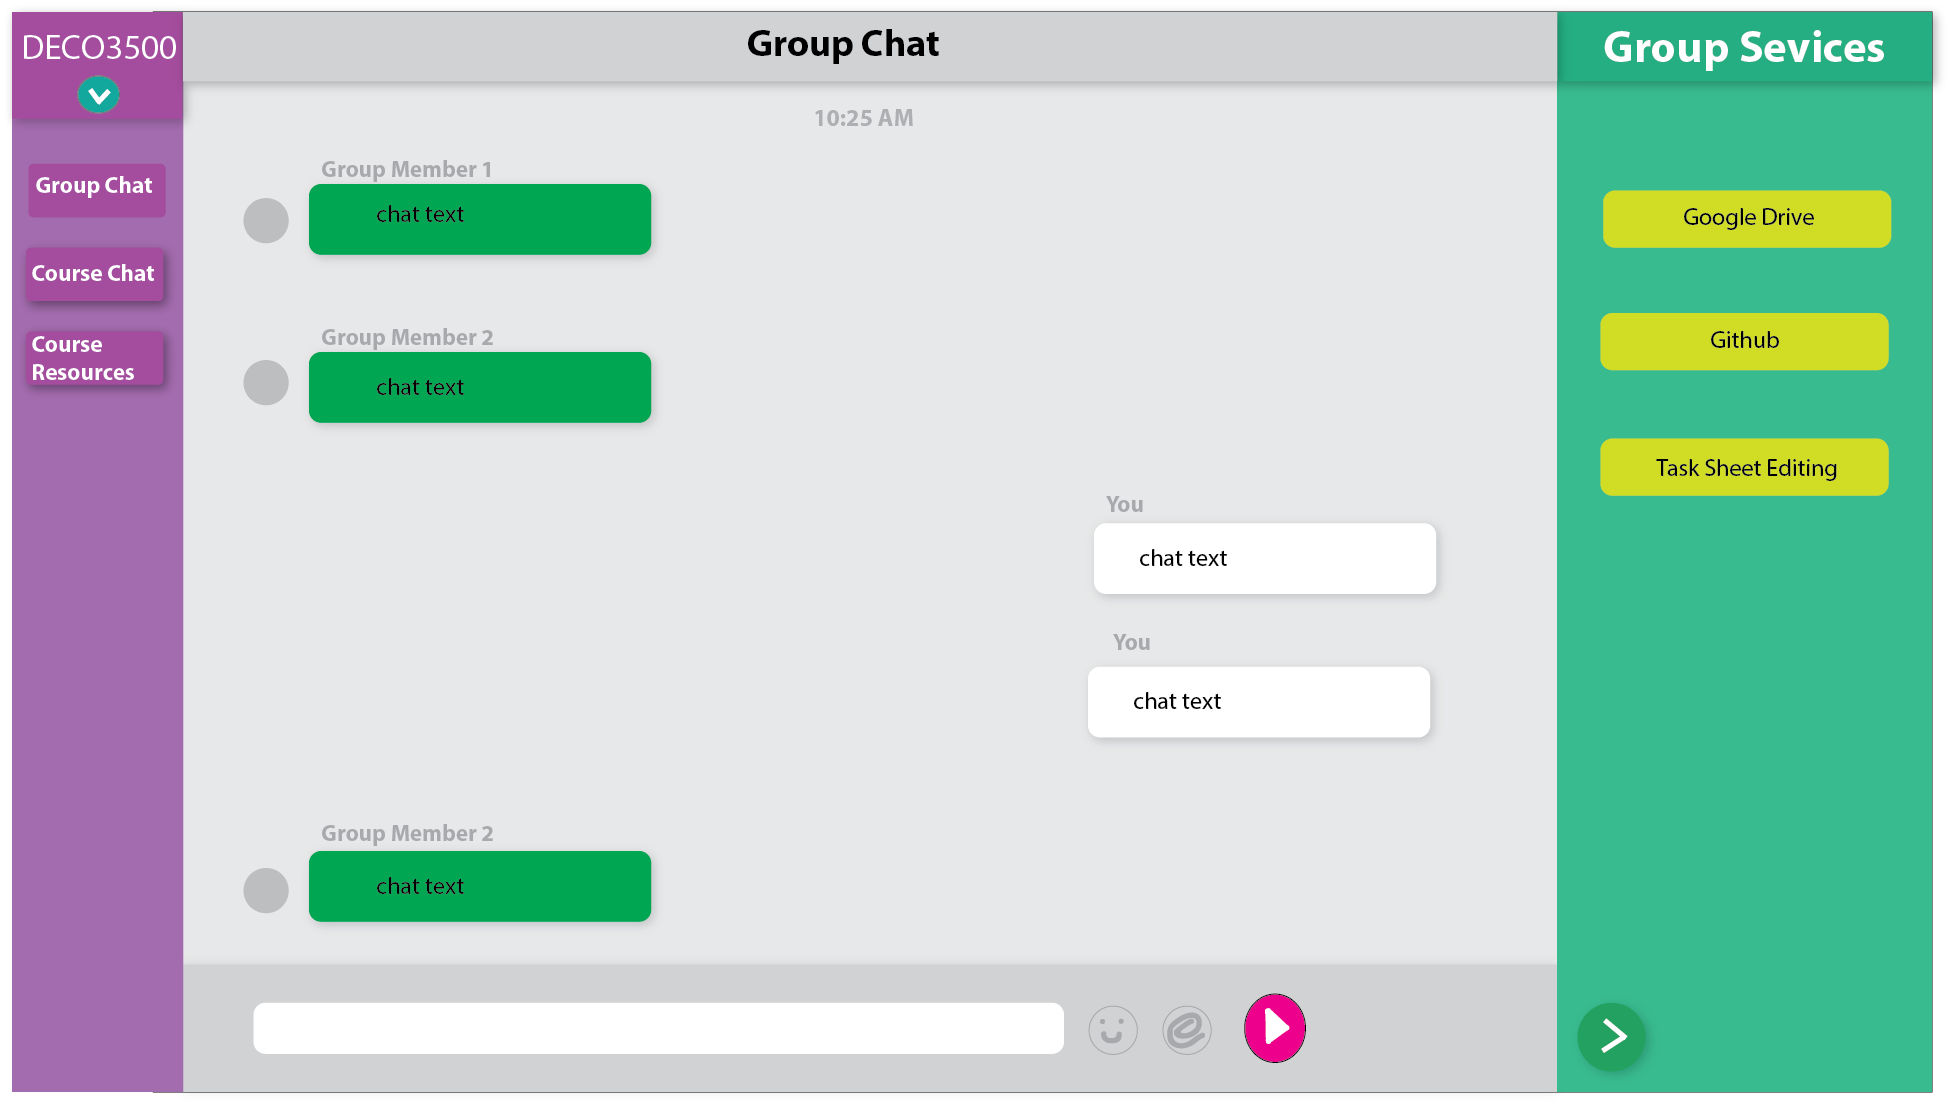 DECO3500
Group Chat
Course Chat
Course
Resources
Group Chat
10:25 AM
Group Member 1
chat text
Group Member 2
chat text
You
chat text
You
chat text
Group Member 2
chat text
Group Sevices
Google Drive
Github
Task Sheet Editing